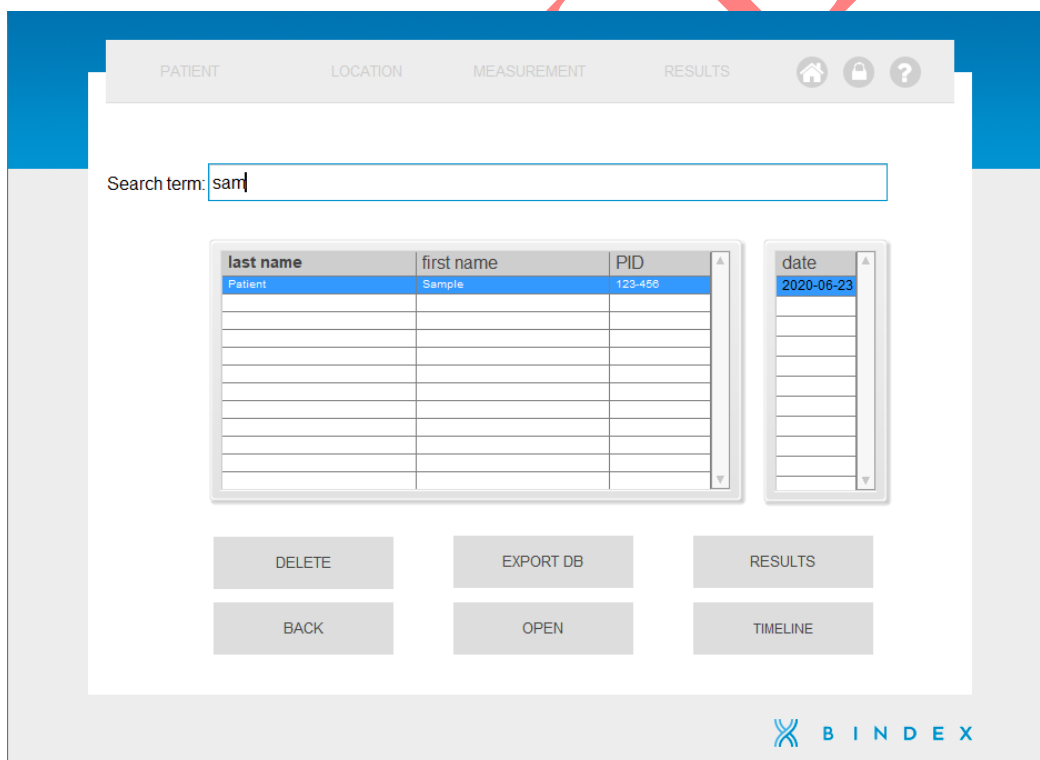 PATIENT LOCATION MEASUREMENT RESULTS ?
Search term: sam
last name first name PID date
Patient Sample 123-456 2020-06-23
DELETE EXPORT DB RESULTS
BACK OPEN TIMELINE
BINDEX